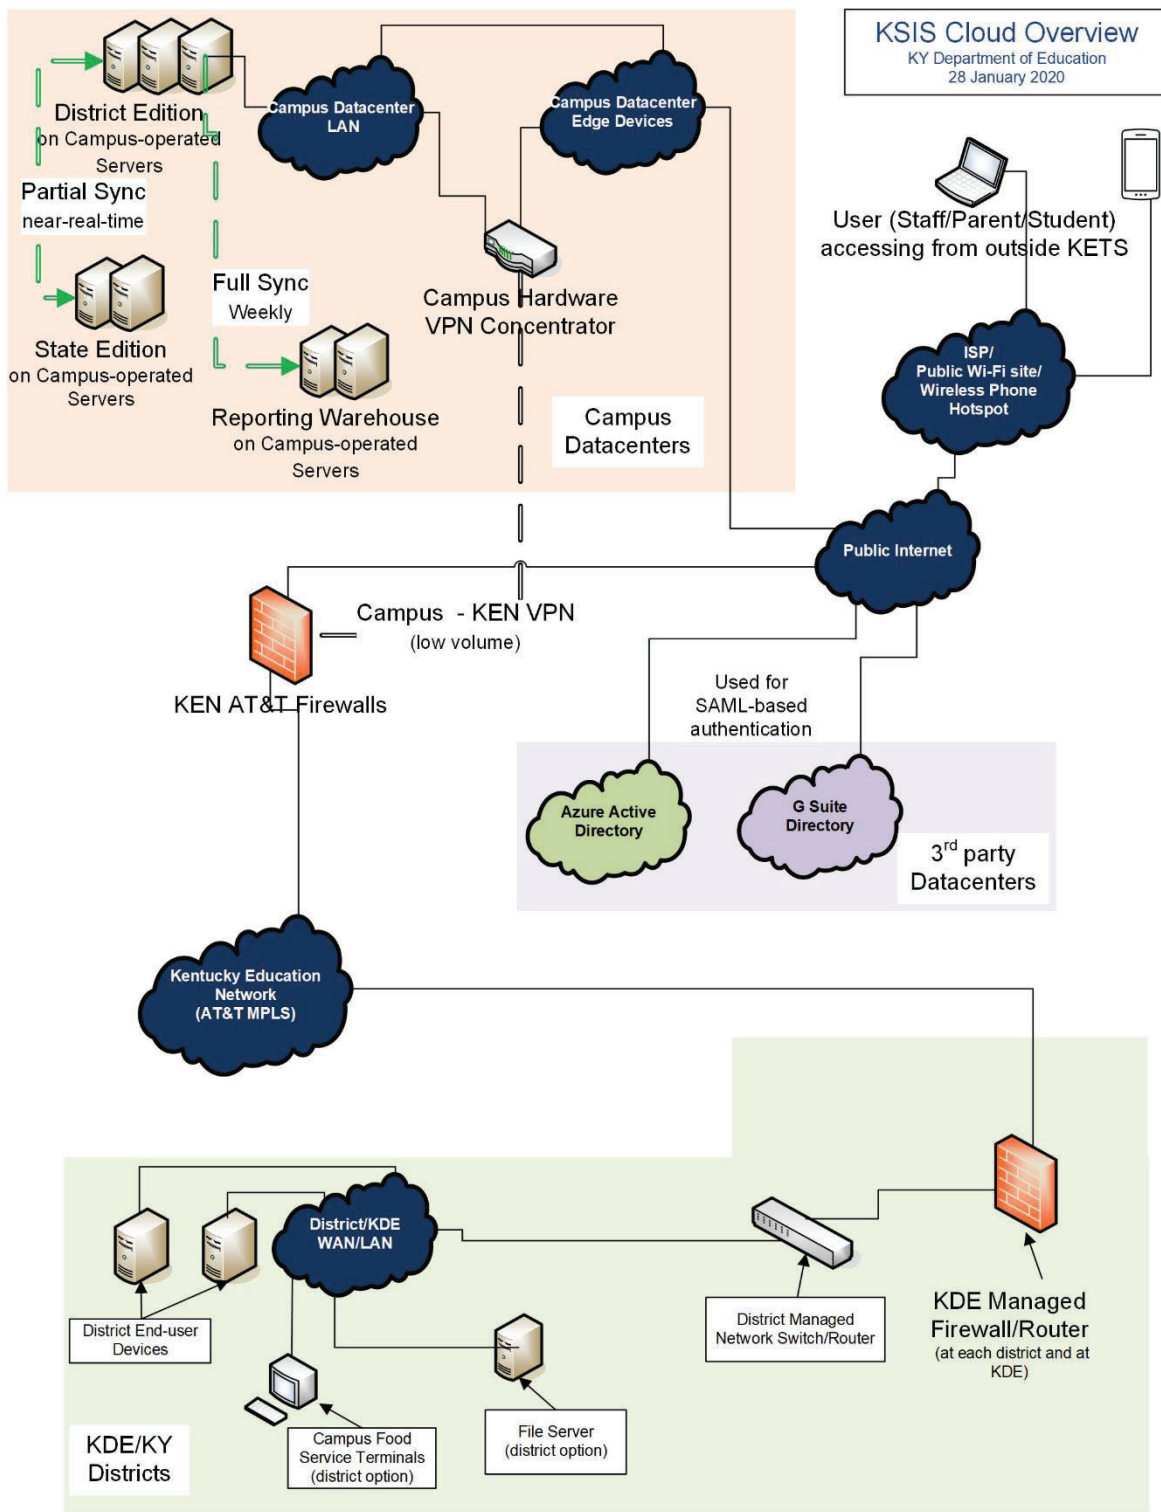 KSIS Cloud Overview
KY Department of Education
28 January 2020
District Edition
on Campus-operated
Servers
Campus Datacenter
LAN
Campus Datacenter
Edge Devices
Partial Sync
near-real-time
User (Staff/Parent/Student)
accessing from outside KETS
Full Sync
Weekly
Campus Hardware
VPN Concentrator
State Edition
on Campus-operated
Servers
Reporting Warehouse
on Campus-operated
Servers
Campus
Datacenters
ISP/
Public Wi-Fi site/
Wireless Phone
Hotspot
Public Internet
Campus - KEN VPN
(low volume)
KEN AT&T Firewalls
Used for
SAML-based
authentication
Azure Active
Directory
G Suite
Directory
3rd party
Datacenters
Kentucky Education
Network
(AT&T MPLS)
District/KDE
WAN/LAN
District End-user
Devices
District Managed
Network Switch/Router
KDE Managed
Firewall/Router
(at each district and at
KDE)
File Server
(district option)
Campus Food
Service Terminals
(district option)
KDE/KY
Districts